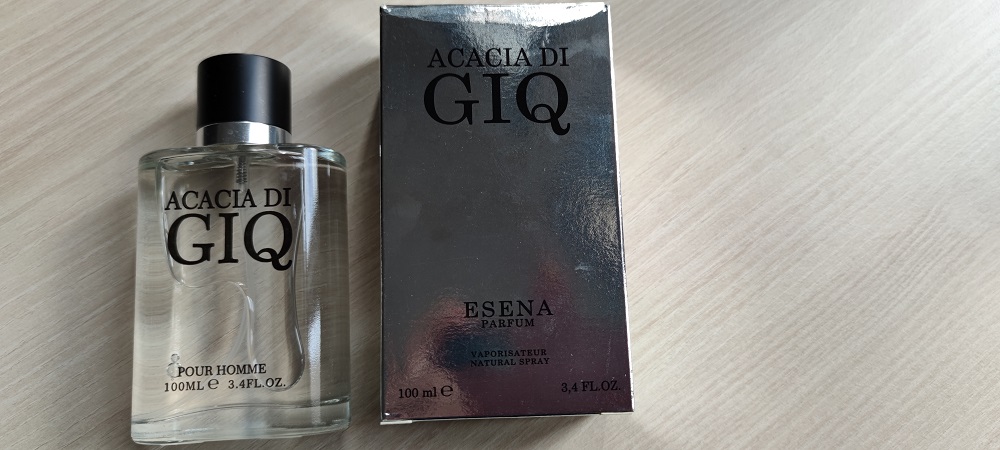 ACACIA DI
GIQ
POUR HOMME
100ML e 3.4FL.OZ.
ACACIA DI
GIQ
ESENA
PARFUM
VAPORISATEUR
NATURAL SPRAY
100 ml e 3,4 FL.OZ.